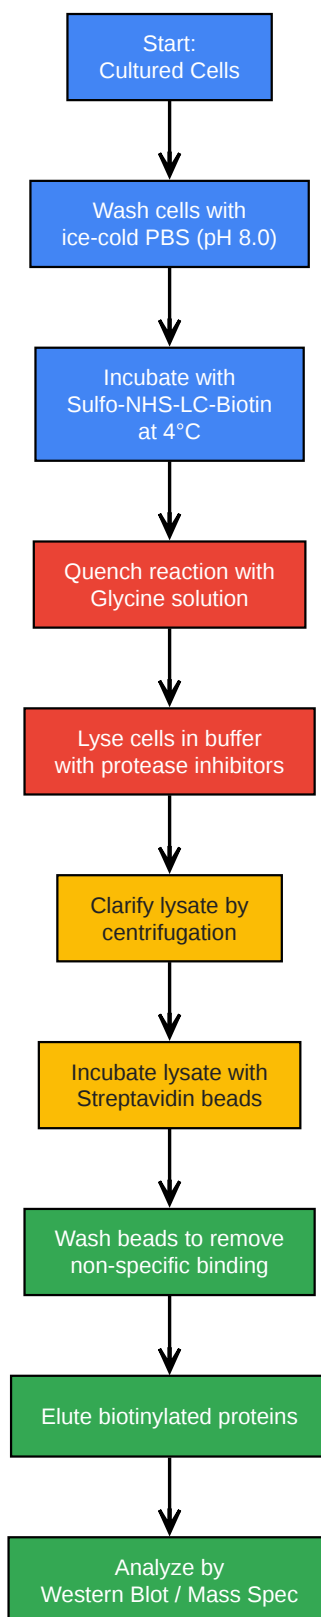 Start:
Cultured Cells
Wash cells with
ice-cold PBS (pH 8.0)
Incubate with
Sulfo-NHS-LC-Biotin
at 4°C
Quench reaction with
Glycine solution
Lyse cells in buffer
with protease inhibitors
Clarify lysate by
centrifugation
Incubate lysate with
Streptavidin beads
Wash beads to remove
non-specific binding
Elute biotinylated proteins
Analyze by
Western Blot / Mass Spec